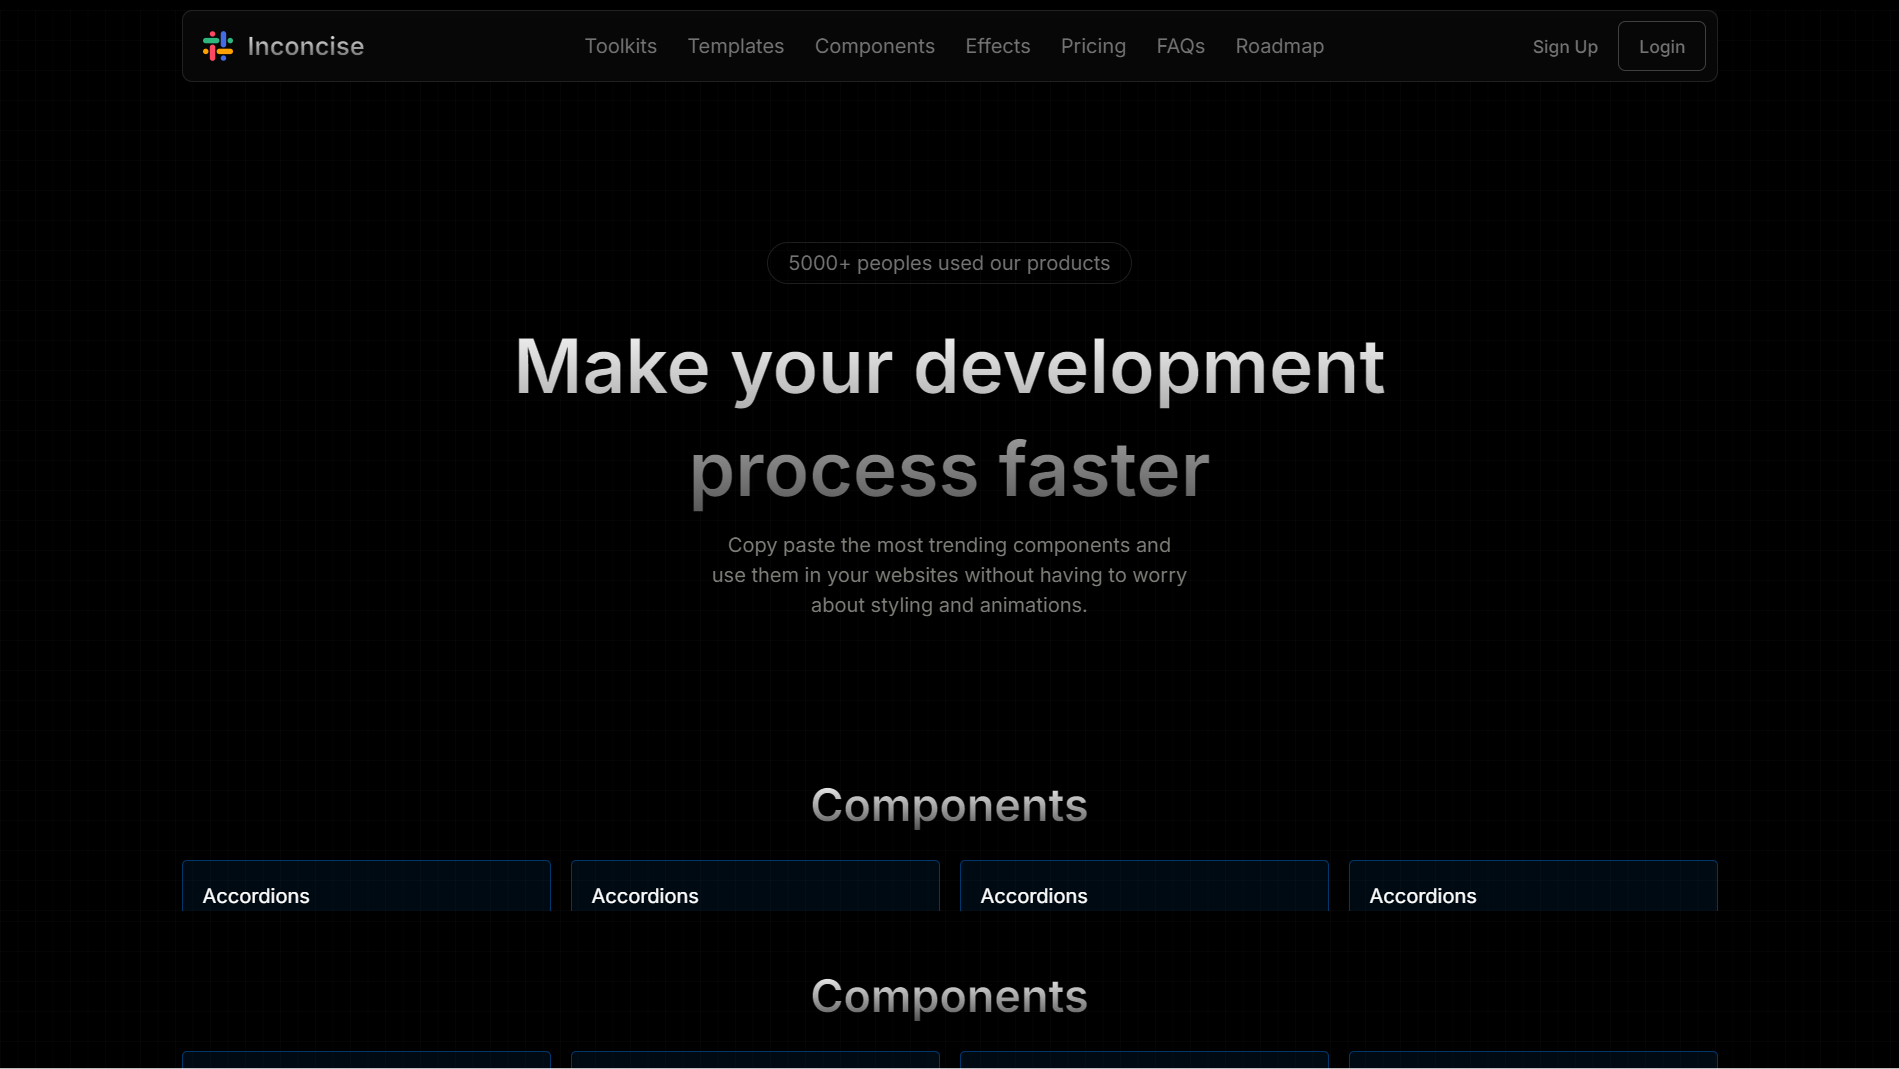 Inconcise
Toolkits Templates Components Effects Pricing FAQs Roadmap
Sign Up Login
5000+ peoples used our products
Make your development
process faster
Copy paste the most trending components and
use them in your websites without having to worry
about styling and animations.
Components
Accordions Accordions Accordions Accordions
Components